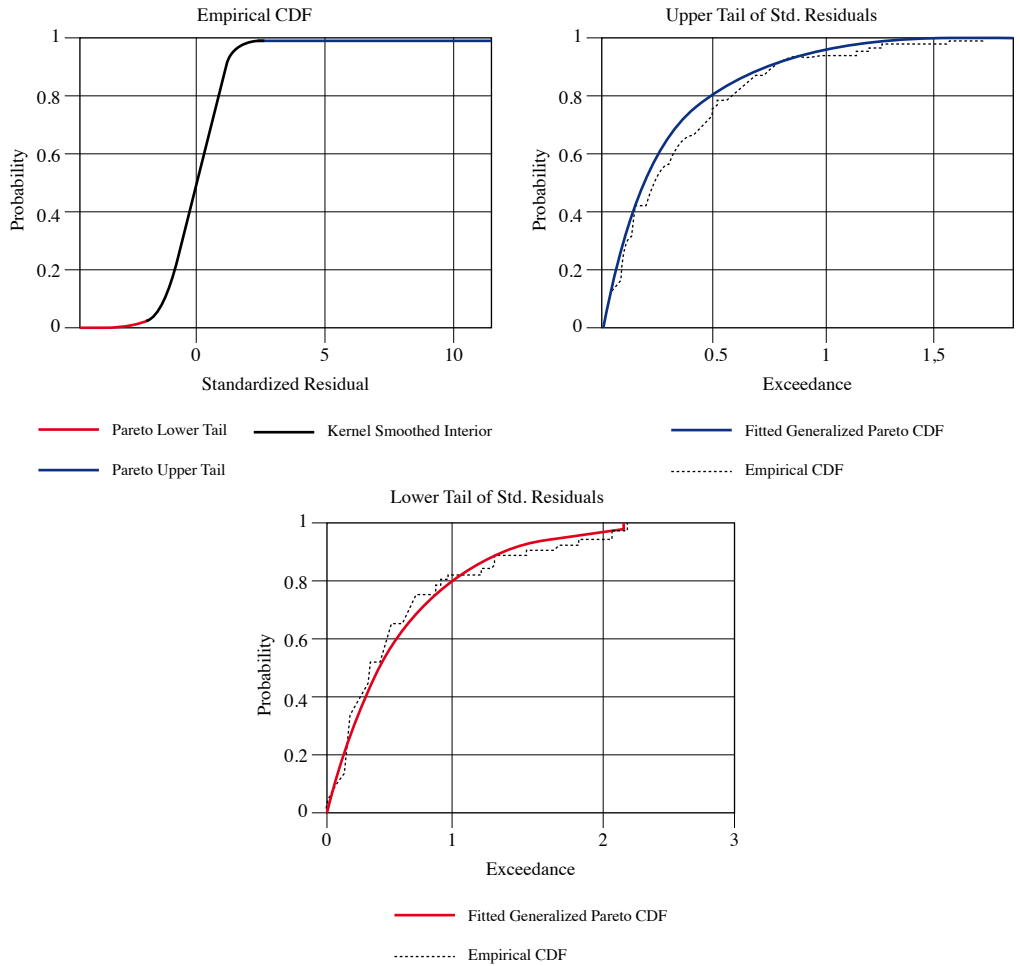 Empirical CDF
1
0.8
0.6
0.4
0.2
0
Probability
0 5 10
Standardized Residual
Pareto Lower Tail
Kernel Smoothed Interior
Pareto Upper Tail
Upper Tail of Std. Residuals
1
0.8
0.6
0.4
0.2
0
Probability
0.5 1 1,5
Exceedance
Fitted Generalized Pareto CDF
Empirical CDF
Lower Tail of Std. Residuals
1
0.8
0.6
0.4
0.2
0
Probability
0 1 2 3
Exceedance
Fitted Generalized Pareto CDF
Empirical CDF